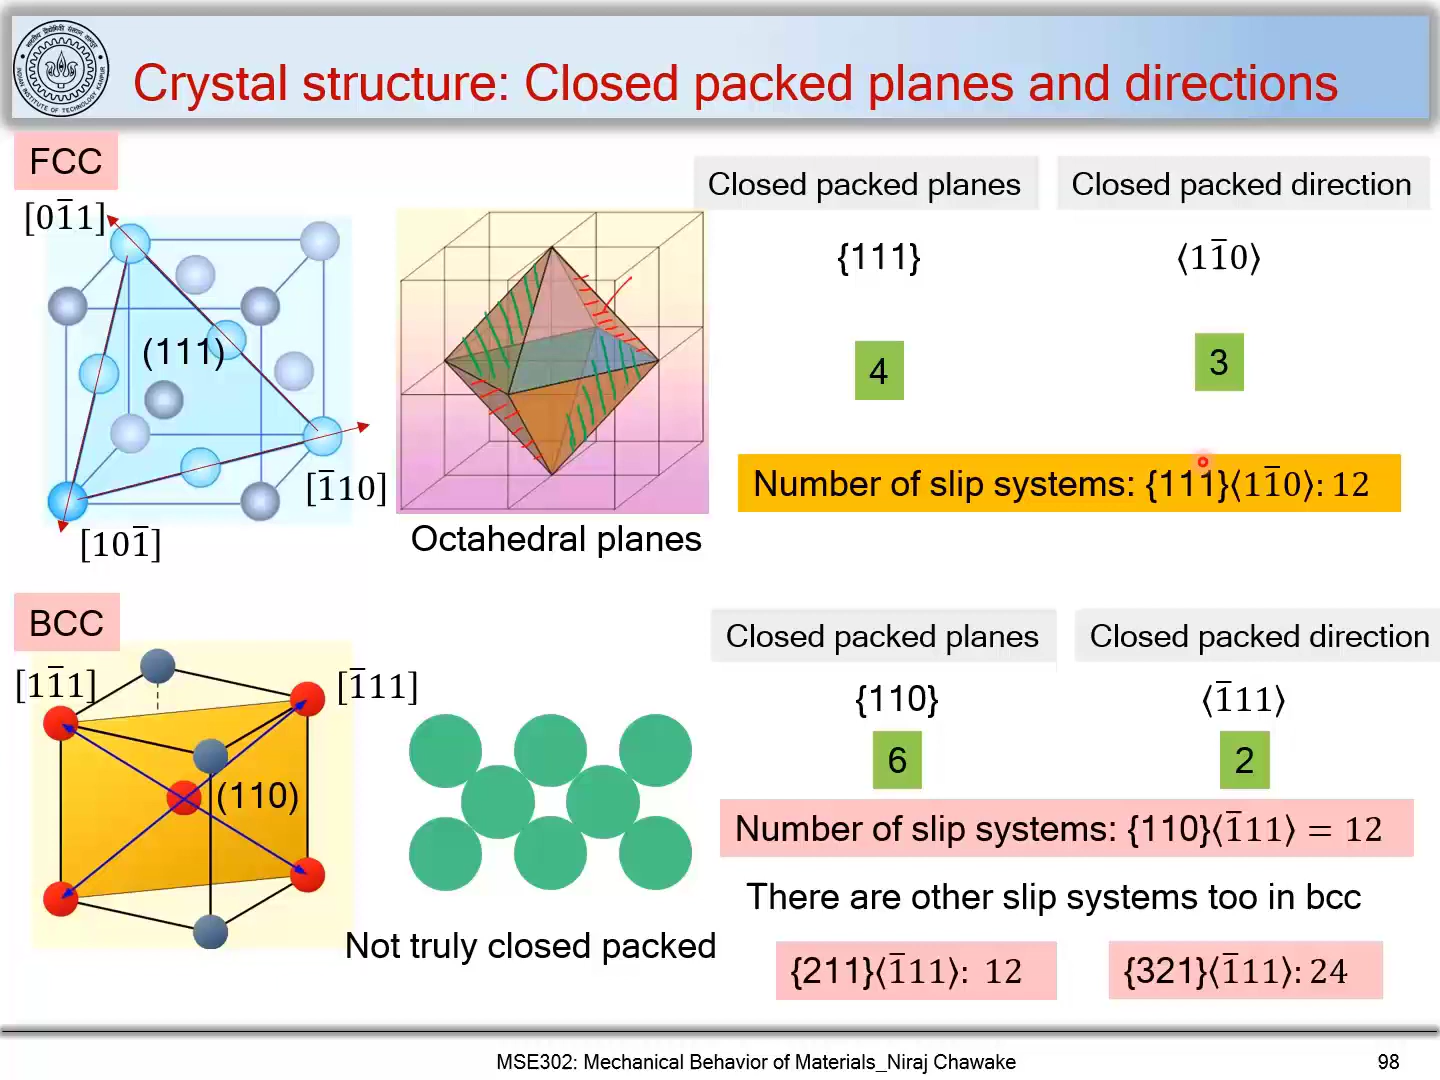 Crystal structure: Closed packed planes and directions
FCC
[01̅1]
(111)
[1̅10]
[101̅]
Octahedral planes
Closed packed planes
Closed packed direction
{111}
⟨11̅0⟩
4
3
Number of slip systems: {111}⟨11̅0⟩: 12
BCC
[11̅1]
[1̅11]
(110)
Not truly closed packed
Closed packed planes
Closed packed direction
{110}
⟨1̅11⟩
6
2
Number of slip systems: {110}⟨1̅11⟩ = 12
There are other slip systems too in bcc
{211}⟨1̅11⟩: 12
{321}⟨1̅11⟩: 24
MSE302: Mechanical Behavior of Materials_Niraj Chawake
98